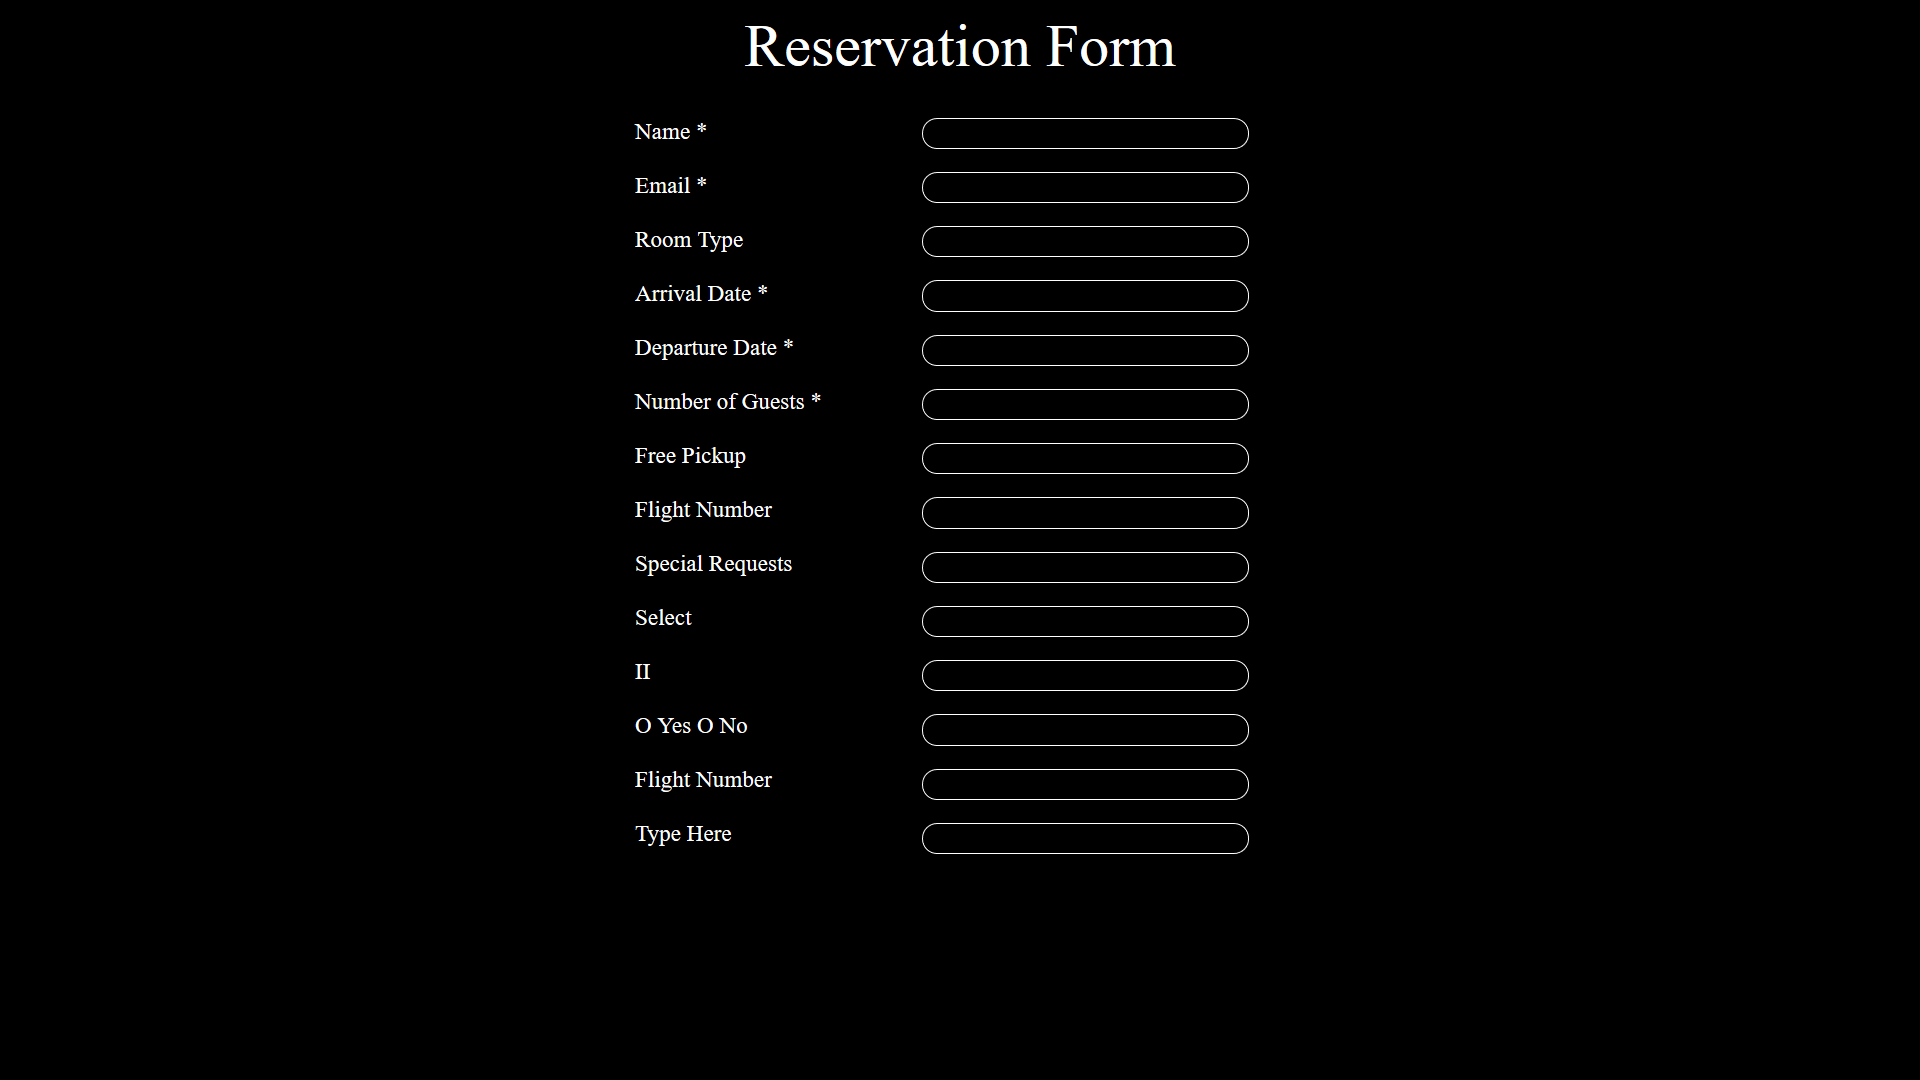 Reservation Form
Name *
Email *
Room Type
Arrival Date *
Departure Date *
Number of Guests *
Free Pickup
Flight Number
Special Requests
Select
II
O Yes O No
Flight Number
Type Here